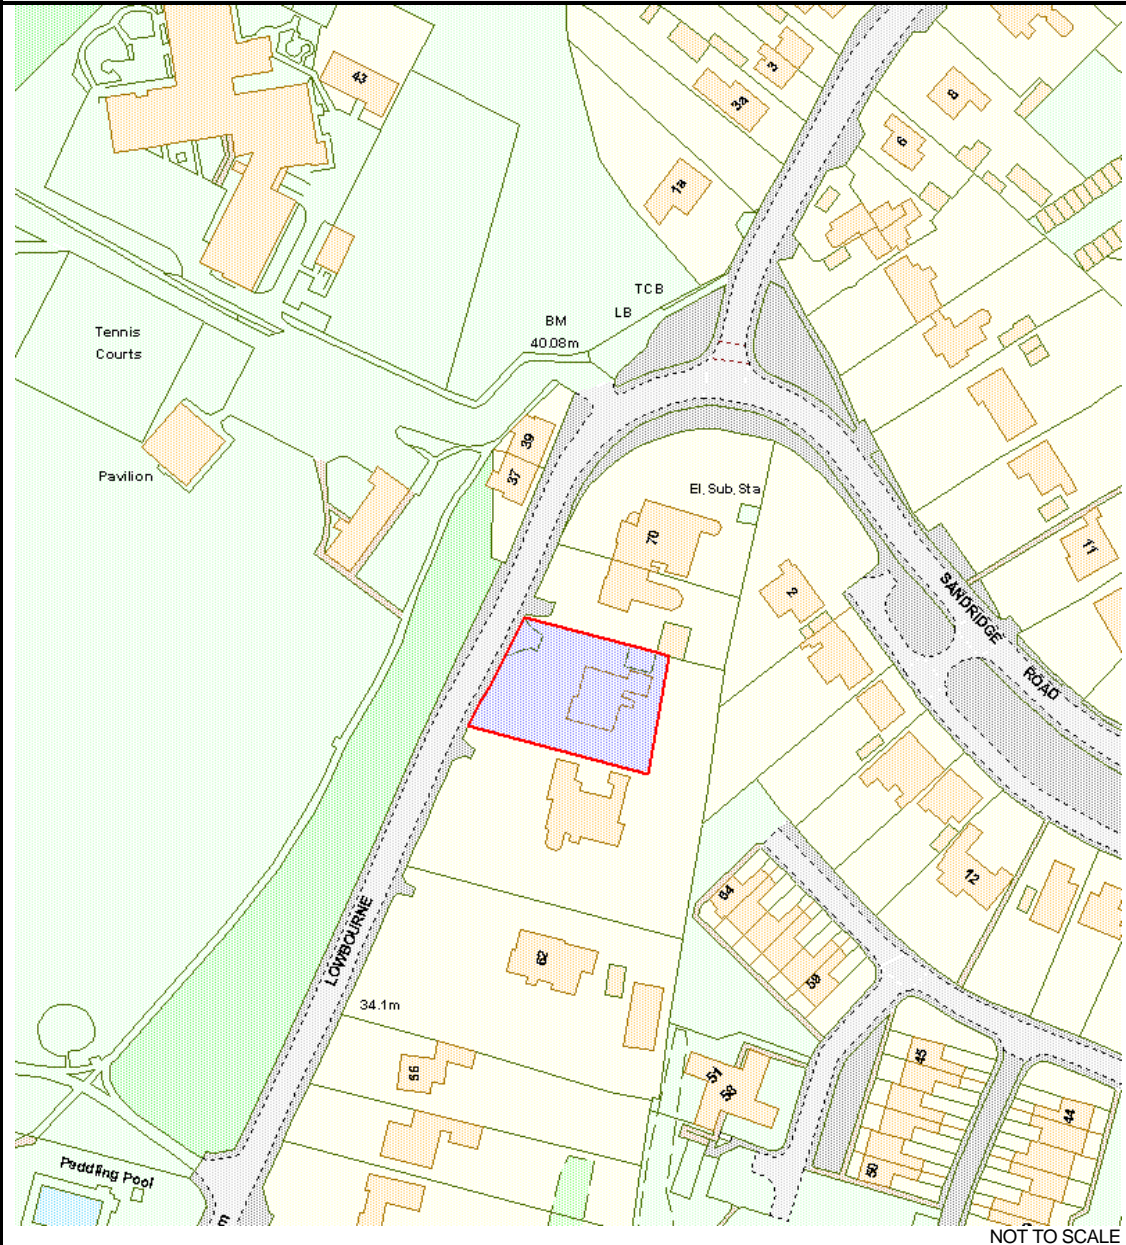 43
3
3a
8
6
1a
TCB
LB
BM
40.08m
Tennis
Courts
39
37
Pavilion
El. Sub. Sta
70
2
11
SANDRIDGE
ROAD
12
64
59
LOWBOURNE
62
34.1m
56
51
53
45
44
50
Paddling Pool
m
NOT TO SCALE